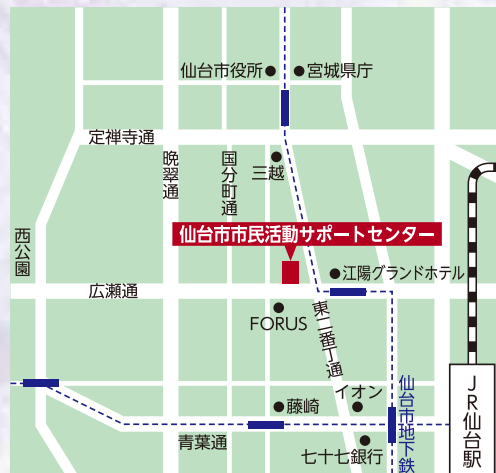 仙台市役所
宮城県庁
定禅寺通
晩翠通
国分町通
三越
西公園
仙台市市民活動サポートセンター
江陽グランドホテル
広瀬通
FORUS
東二番丁通
イオン
藤崎
仙台市地下鉄
JR仙台駅
青葉通
七十七銀行